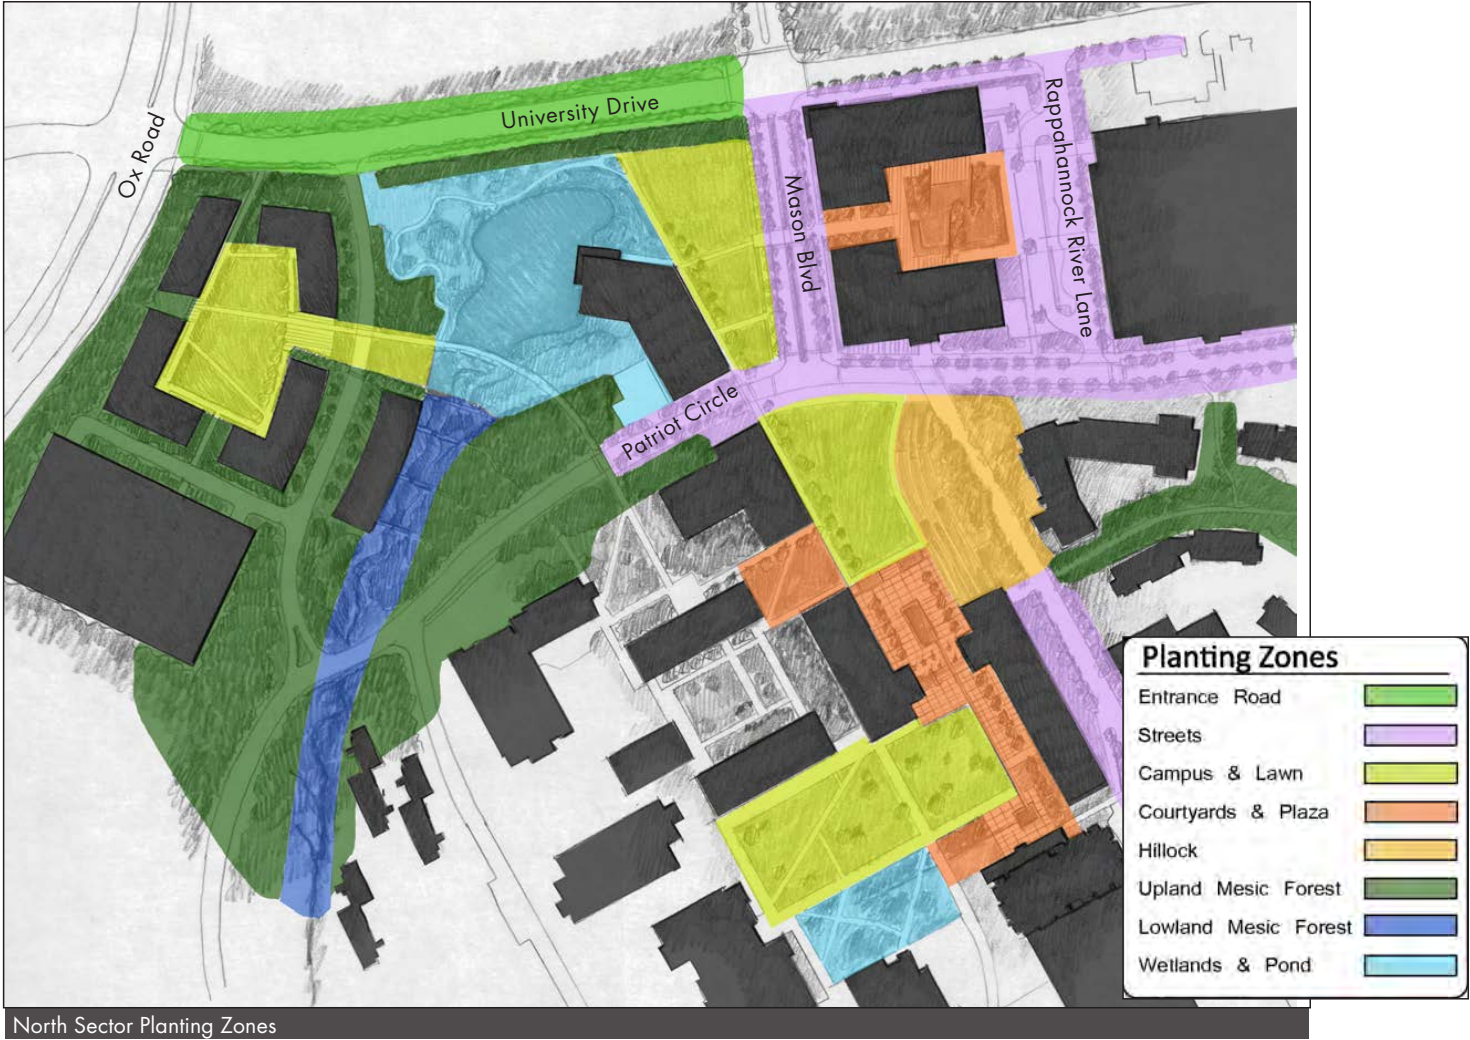 University Drive
Ox Road
Rappahannock River Lane
Mason Blvd
Patriot Circle
Planting Zones
Entrance Road
Streets
Campus & Lawn
Courtyards & Plaza
Hillock
Upland Mesic Forest
Lowland Mesic Forest
Wetlands & Pond
North Sector Planting Zones